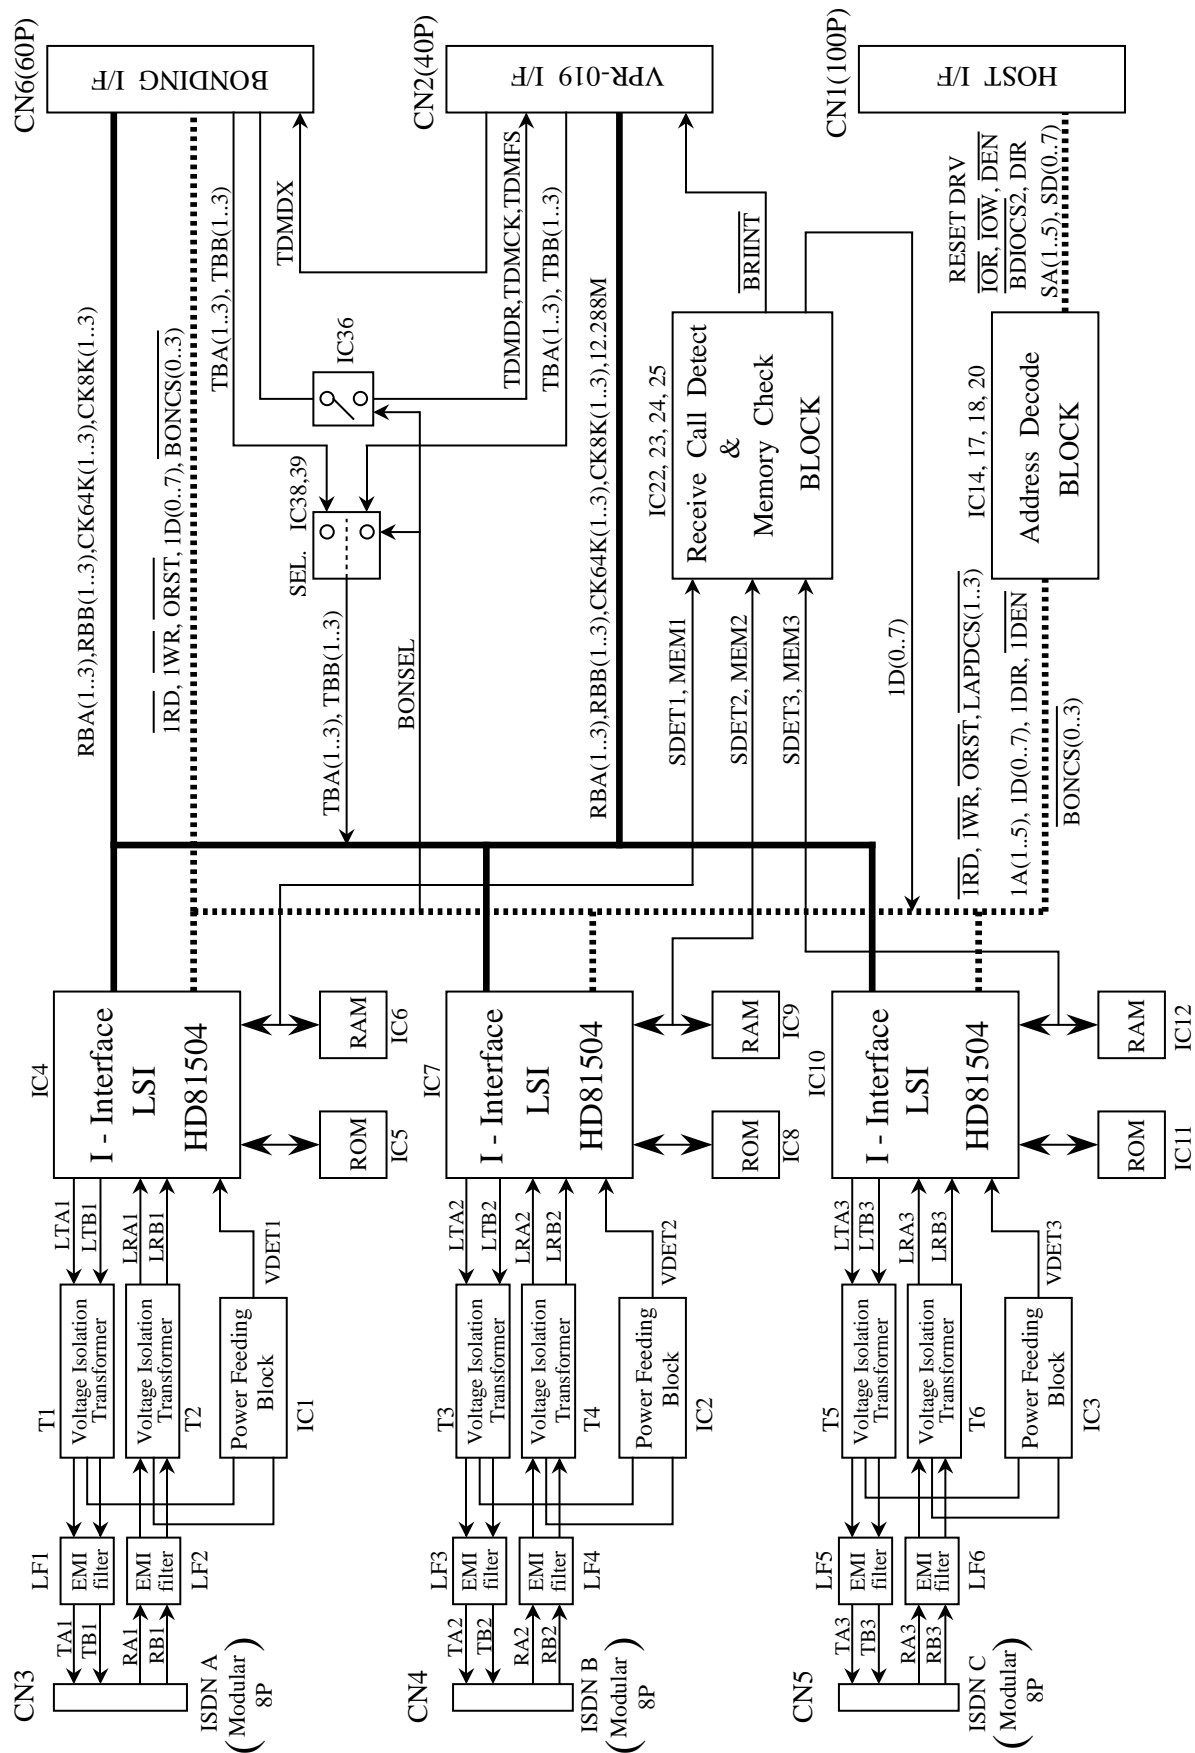 CN3
ISDN A
(Modular 8P)
TA1
TB1
RA1
RB1
LF1
EMI
filter
EMI
filter
LF2
T1
Voltage Isolation
Transformer
Voltage Isolation
Transformer
T2
Power Feeding
Block
IC1
LTA1
LTB1
LRA1
LRB1
VDET1
IC4
I - Interface
LSI
HD81504
ROM
IC5
RAM
IC6
RBA(1..3),RBB(1..3),CK64K(1..3),CK8K(1..3)
1RD, 1WR, ORST, 1D(0..7), BONCS(0..3)
TBA(1..3), TBB(1..3)
TDMDX
CN6(60P)
BONDING I/F
SEL.
IC38,39
IC36
TBA(1..3), TBB(1..3)
BONSEL
TDMDR,TDMCK,TDMFS
TBA(1..3), TBB(1..3)
RBA(1..3),RBB(1..3),CK64K(1..3),CK8K(1..3),12.288M
CN2(40P)
VPR-019 I/F
CN4
ISDN B
(Modular 8P)
TA2
TB2
RA2
RB2
LF3
EMI
filter
EMI
filter
LF4
T3
Voltage Isolation
Transformer
Voltage Isolation
Transformer
T4
Power Feeding
Block
IC2
LTA2
LTB2
LRA2
LRB2
VDET2
IC7
I - Interface
LSI
HD81504
ROM
IC8
RAM
IC9
SDET1, MEM1
SDET2, MEM2
SDET3, MEM3
IC22, 23, 24, 25
Receive Call Detect
&
Memory Check
BLOCK
BRIINT
1D(0..7)
CN5
ISDN C
(Modular 8P)
TA3
TB3
RA3
RB3
LF5
EMI
filter
EMI
filter
LF6
T5
Voltage Isolation
Transformer
Voltage Isolation
Transformer
T6
Power Feeding
Block
IC3
LTA3
LTB3
LRA3
LRB3
VDET3
IC10
I - Interface
LSI
HD81504
ROM
IC11
RAM
IC12
1RD, 1WR, ORST, LAPDCS(1..3)
1A(1..5), 1D(0..7), 1DIR, 1DEN
BONCS(0..3)
IC14, 17, 18, 20
Address Decode
BLOCK
RESET DRV
IOR, IOW, DEN
BDIOCS2, DIR
SA(1..5), SD(0..7)
CN1(100P)
HOST I/F